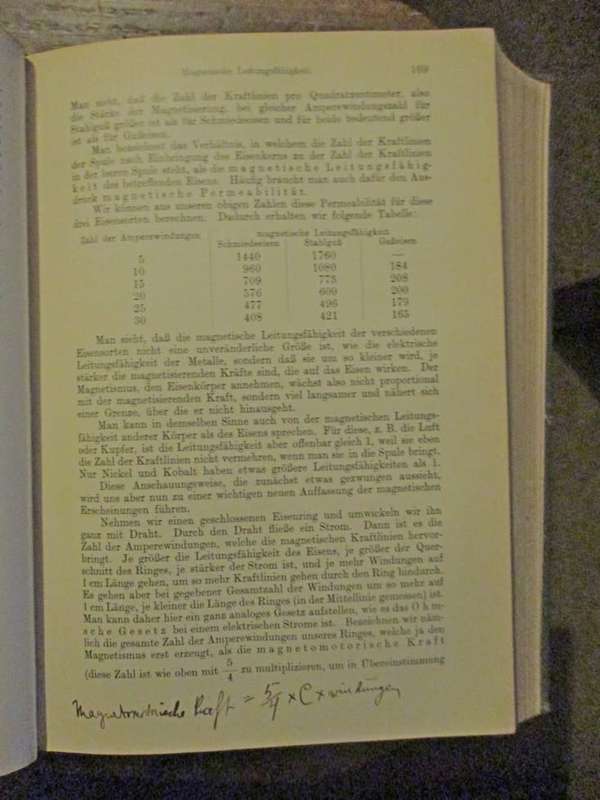 Magnetische Leitungsfähigkeit. 169
Man sieht, daß die Zahl der Kraftlinien pro Quadratzentimeter, also
die Stärke der Magnetisierung, bei gleicher Amperewindungszahl für
Stahlguß größer ist als für Schmiedeeisen und für beide bedeutend größer
ist als für Gußeisen.
Man bezeichnet das Verhältnis, in welchem die Zahl der Kraftlinien
der Spule nach Einbringung des Eisenkerns zu der Zahl der Kraftlinien
in der leeren Spule steht, als die magnetische Leitungsfähig-
keit des betreffenden Eisens. Häufig braucht man auch dafür den Aus-
druck magnetische Permeabilität.
Wir können aus unseren obigen Zahlen diese Permeabilität für diese
drei Eisensorten berechnen. Dadurch erhalten wir folgende Tabelle:
Zahl der Amperewindungen magnetische Leitungsfähigkeit
Schmiedeeisen Stahlguß Gußeisen
5 1440 1760 —
10 960 1080 184
15 709 775 208
20 576 600 200
25 477 496 179
30 408 421 165
Man sieht, daß die magnetische Leitungsfähigkeit der verschiedenen
Eisensorten nicht eine unveränderliche Größe ist, wie die elektrische
Leitungsfähigkeit der Metalle, sondern daß sie um so kleiner wird, je
stärker die magnetisierenden Kräfte sind, die auf das Eisen wirken. Der
Magnetismus, den Eisenkörper annehmen, wächst also nicht proportional
mit der magnetisierenden Kraft, sondern viel langsamer und nähert sich
einer Grenze, über die er nicht hinausgeht.
Man kann in demselben Sinne auch von der magnetischen Leitungs-
fähigkeit anderer Körper als des Eisens sprechen. Für diese, z. B. die Luft
oder Kupfer, ist die Leitungsfähigkeit aber offenbar gleich 1, weil sie eben
die Zahl der Kraftlinien nicht vermehren, wenn man sie in die Spule bringt.
Nur Nickel und Kobalt haben etwas größere Leitungsfähigkeiten als 1.
Diese Anschauungsweise, die zunächst etwas gezwungen aussieht,
wird uns aber nun zu einer wichtigen neuen Auffassung der magnetischen
Erscheinungen führen.
Nehmen wir einen geschlossenen Eisenring und umwickeln wir ihn
ganz mit Draht. Durch den Draht fließe ein Strom. Dann ist es die
Zahl der Amperewindungen, welche die magnetischen Kraftlinien hervor-
bringt. Je größer die Leitungsfähigkeit des Eisens, je größer der Quer-
schnitt des Ringes, je stärker der Strom ist, und je mehr Windungen auf
1 cm Länge gehen, um so mehr Kraftlinien gehen durch den Ring hindurch.
Es gehen aber bei gegebener Gesamtzahl der Windungen um so mehr auf
1 cm Länge, je kleiner die Länge des Ringes (in der Mittellinie gemessen) ist.
Man kann daher hier ein ganz analoges Gesetz aufstellen, wie es das Ohm-
sche Gesetz bei einem elektrischen Strome ist. Bezeichnen wir näm-
lich die gesamte Zahl der Amperewindungen unseres Ringes, welche ja den
Magnetismus erst erzeugt, als die magnetomotorische Kraft
(diese Zahl ist wie oben mit 5/4 zu multiplizieren, um in Übereinstimmung
Magnetomotorische Kraft = 5/4 × C × windungen